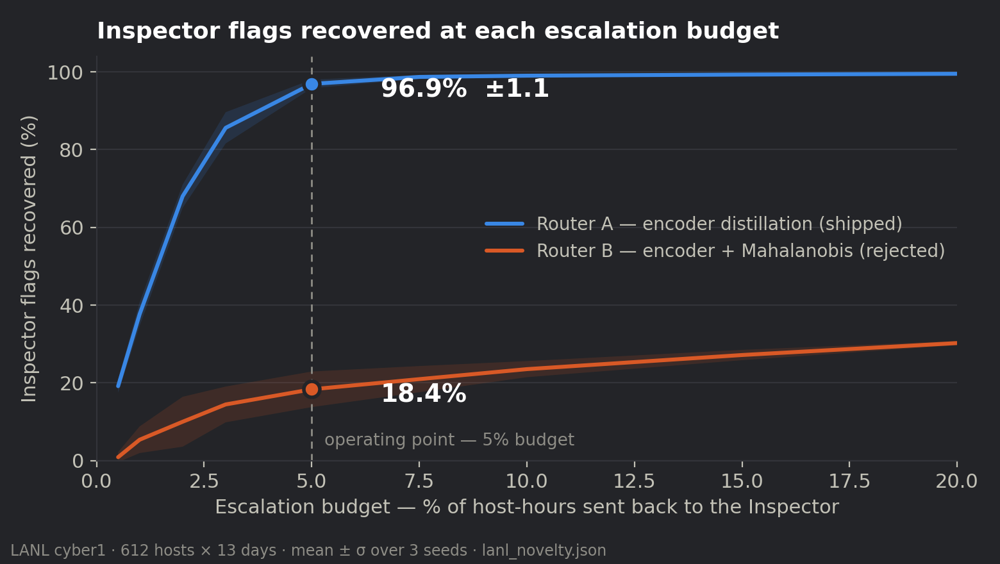 Inspector flags recovered at each escalation budget
Inspector flags recovered (%)
100
80
60
40
20
0
96.9% ±1.1
Router A — encoder distillation (shipped)
Router B — encoder + Mahalanobis (rejected)
18.4%
operating point — 5% budget
0.0 2.5 5.0 7.5 10.0 12.5 15.0 17.5 20.0
Escalation budget — % of host-hours sent back to the Inspector
LANL cyber1 · 612 hosts × 13 days · mean ± σ over 3 seeds · lanl_novelty.json